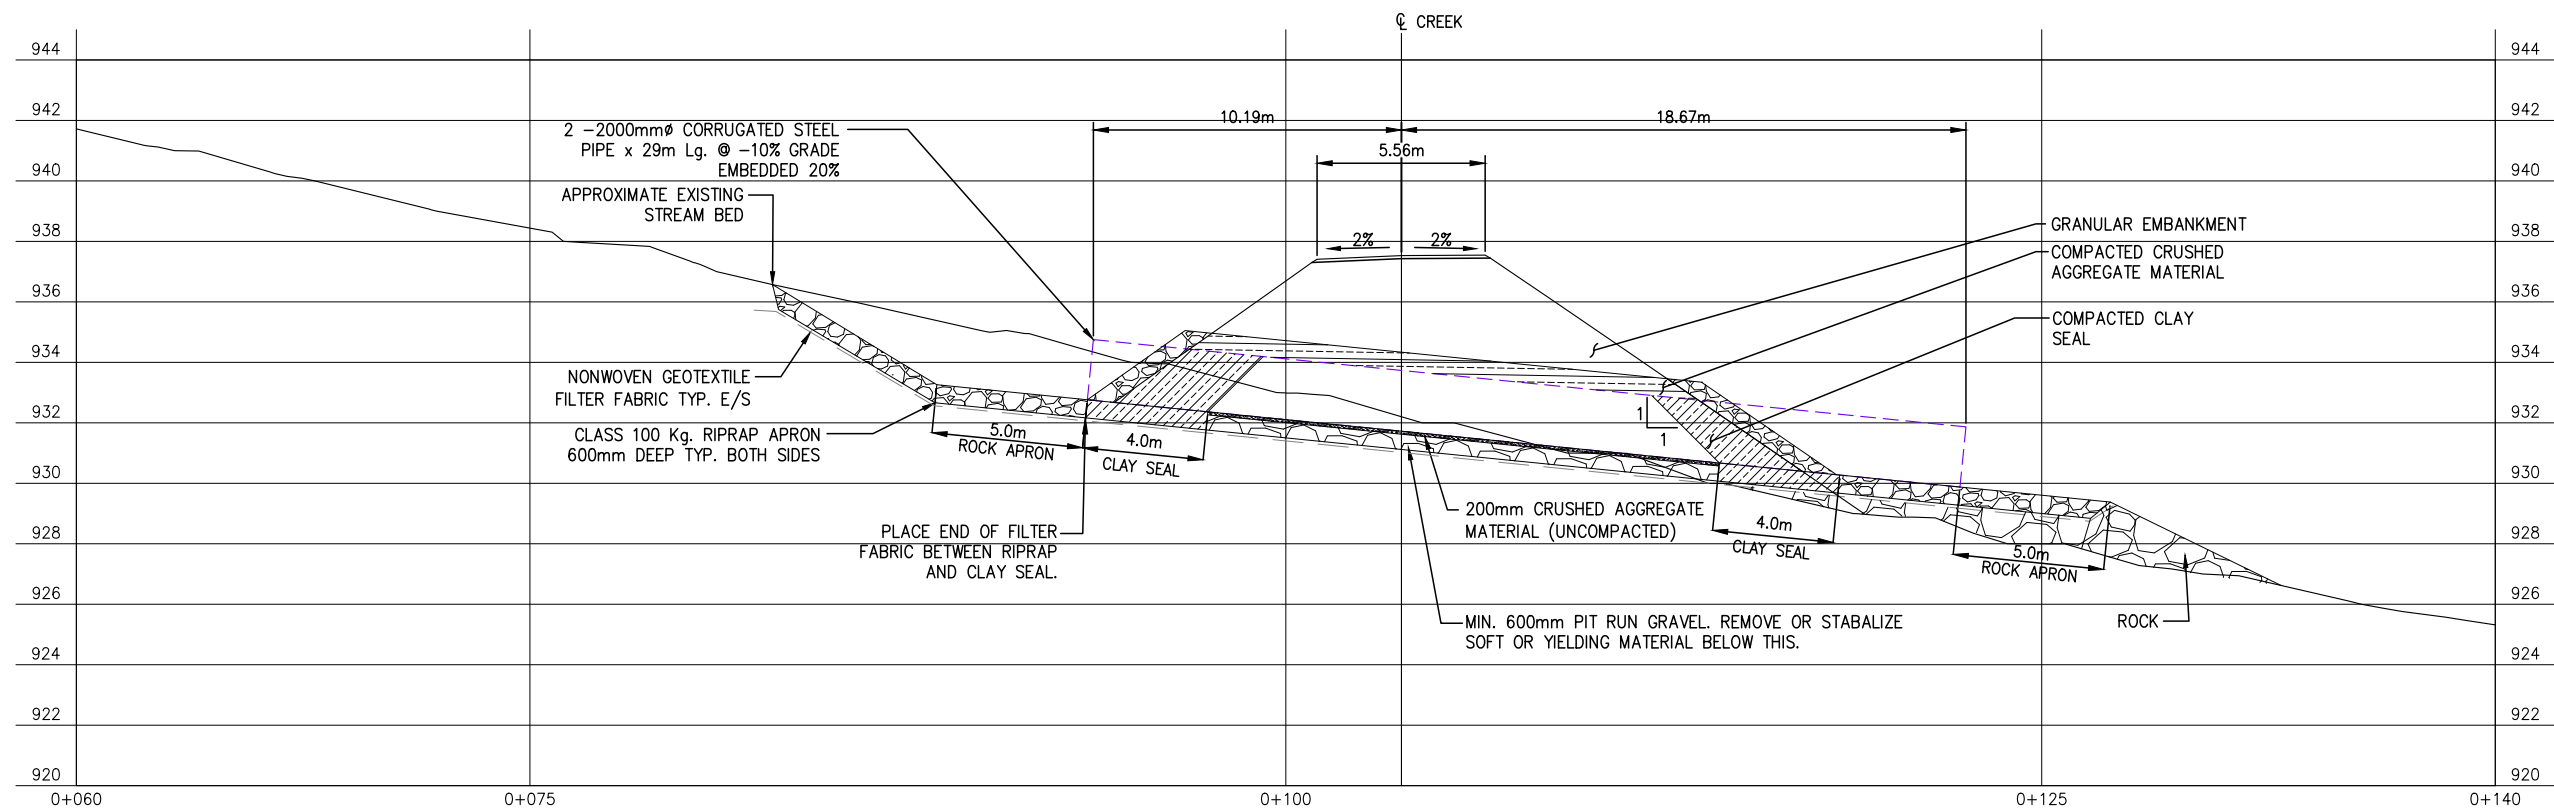 ℄ CREEK
944
944
942
942
10.19m
18.67m
2 -2000mmø CORRUGATED STEEL
PIPE x 29m Lg. @ -10% GRADE
EMBEDDED 20%
5.56m
940
940
APPROXIMATE EXISTING
STREAM BED
938
938
2%
2%
GRANULAR EMBANKMENT
COMPACTED CRUSHED
AGGREGATE MATERIAL
936
936
COMPACTED CLAY
SEAL
934
934
NONWOVEN GEOTEXTILE
FILTER FABRIC TYP. E/S
932
932
1
1
CLASS 100 Kg. RIPRAP APRON
600mm DEEP TYP. BOTH SIDES
5.0m
ROCK APRON
4.0m
CLAY SEAL
930
930
200mm CRUSHED AGGREGATE
MATERIAL (UNCOMPACTED)
4.0m
CLAY SEAL
PLACE END OF FILTER
FABRIC BETWEEN RIPRAP
AND CLAY SEAL.
928
928
5.0m
ROCK APRON
926
926
MIN. 600mm PIT RUN GRAVEL. REMOVE OR STABALIZE
SOFT OR YIELDING MATERIAL BELOW THIS.
ROCK
924
924
922
922
920
920
0+060
0+075
0+100
0+125
0+140